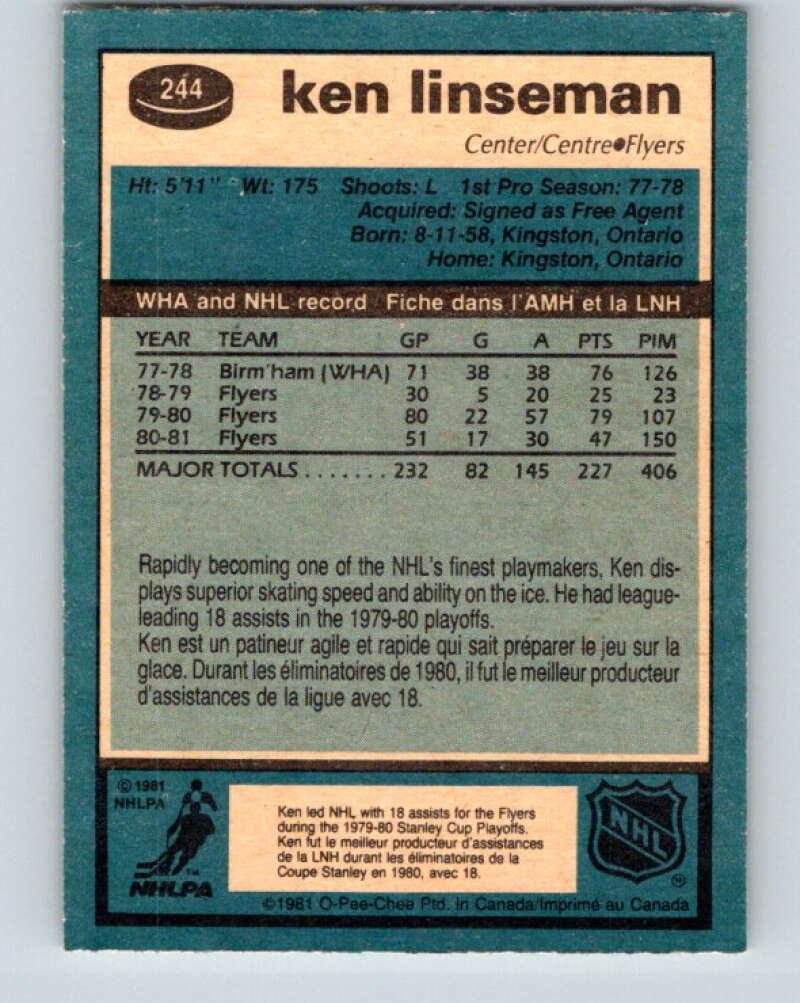 244
ken linseman
Center/Centre•Flyers
Ht: 5'11" Wt: 175 Shoots: L 1st Pro Season: 77-78
Acquired: Signed as Free Agent
Born: 8-11-58, Kingston, Ontario
Home: Kingston, Ontario
WHA and NHL record Fiche dans l'AMH et la LNH
YEAR TÉAM GP G A PTS PIM
77-78 Birm'ham (WHA) 71 38 38 76 126
78-79 Flyers 30 5 20 25 23
79-80 Flyers 80 22 57 79 107
80-81 Flyers 51 17 30 47 150
MAJOR TOTALS ....... 232 82 145 227 406
Rapidly becoming one of the NHL's finest playmakers, Ken dis-
plays superior skating speed and ability on the ice. He had league-
leading 18 assists in the 1979-80 playoffs.
Ken est un patineur agile et rapide qui sait préparer le jeu sur la
glace. Durant les éliminatoires de 1980, il fut le meilleur producteur
d'assistances de la ligue avec 18.
© 1981
NHLPA
Ken led NHL with 18 assists for the Flyers
during the 1979-80 Stanley Cup Playoffs.
Ken fut le meilleur producteur d'assistances
de la LNH durant les éliminatoires de la
Coupe Stanley en 1980, avec 18.
TM
NHLPA
NHL
©1981 O-Pee-Chee Ptd. in Canada/Imprimé au Canada